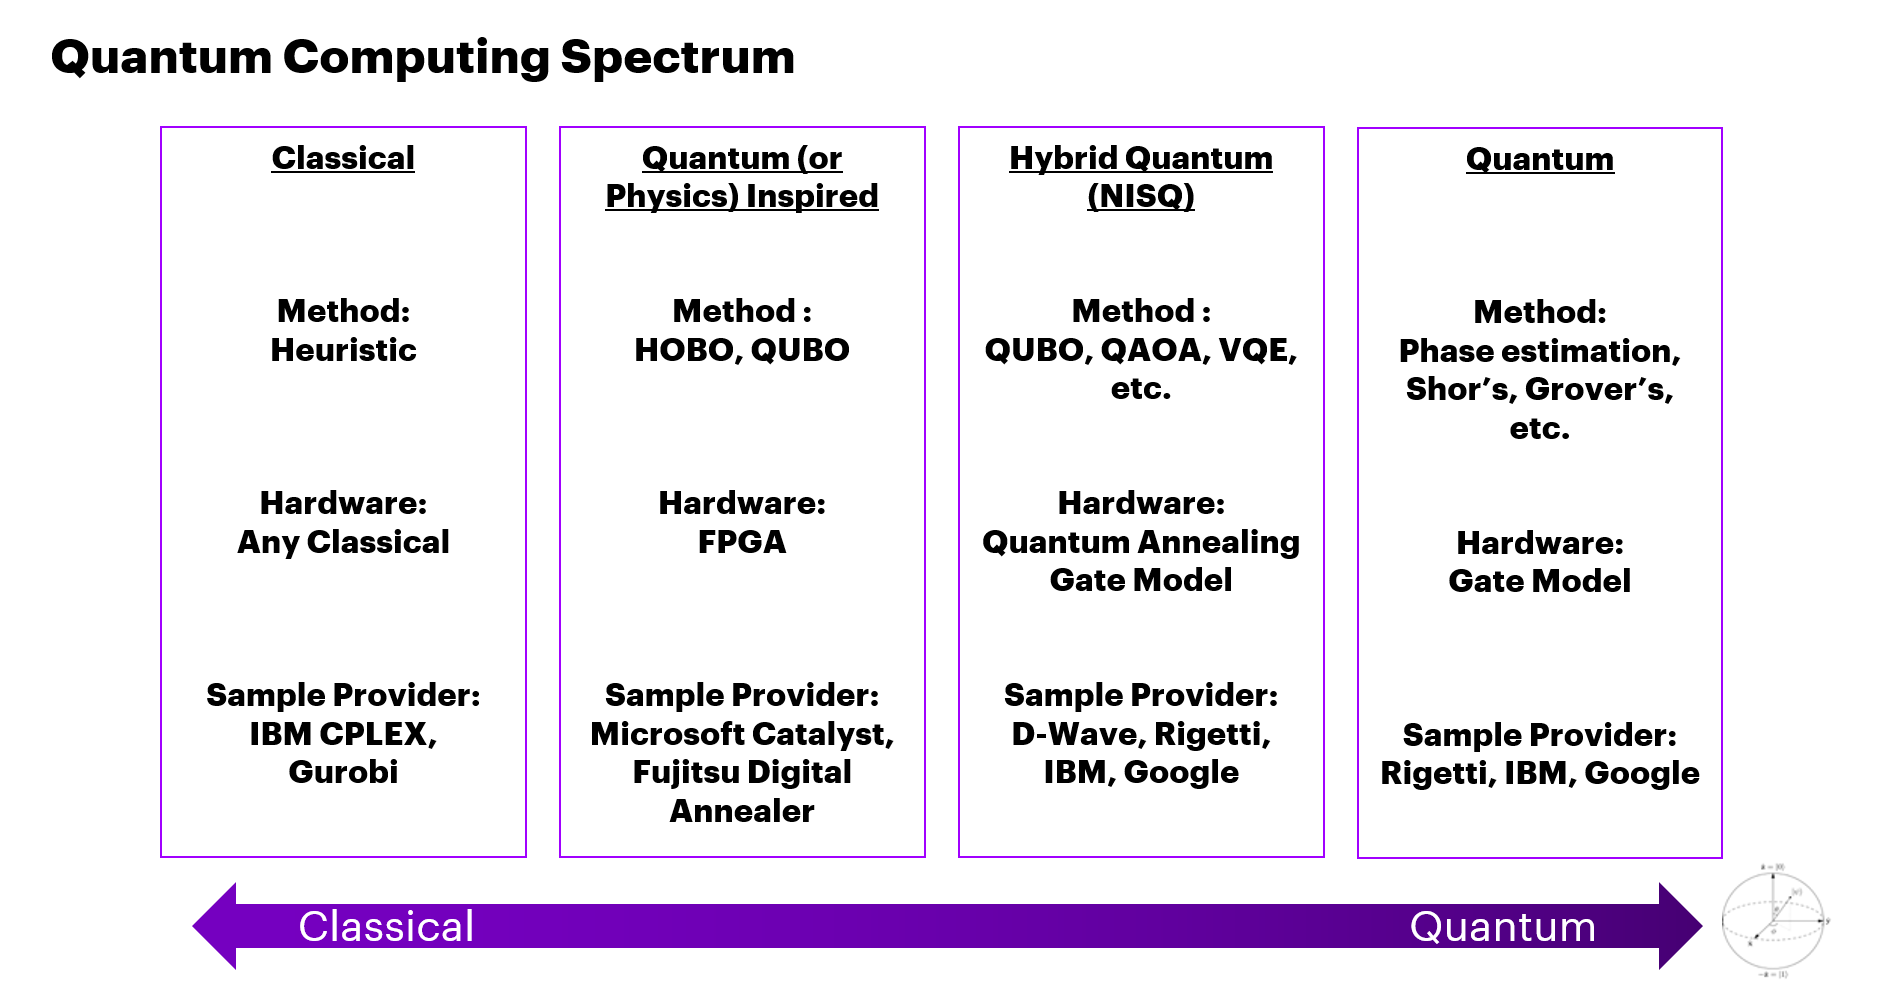 Quantum Computing Spectrum
Classical
Method:
Heuristic
Hardware:
Any Classical
Sample Provider:
IBM CPLEX,
Gurobi
Quantum (or
Physics) Inspired
Method :
HOBO, QUBO
Hardware:
FPGA
Sample Provider:
Microsoft Catalyst,
Fujitsu Digital
Annealer
Hybrid Quantum
(NISQ)
Method :
QUBO, QAOA, VQE,
etc.
Hardware:
Quantum Annealing
Gate Model
Sample Provider:
D-Wave, Rigetti,
IBM, Google
Quantum
Method:
Phase estimation,
Shor’s, Grover’s,
etc.
Hardware:
Gate Model
Sample Provider:
Rigetti, IBM, Google
Classical
Quantum